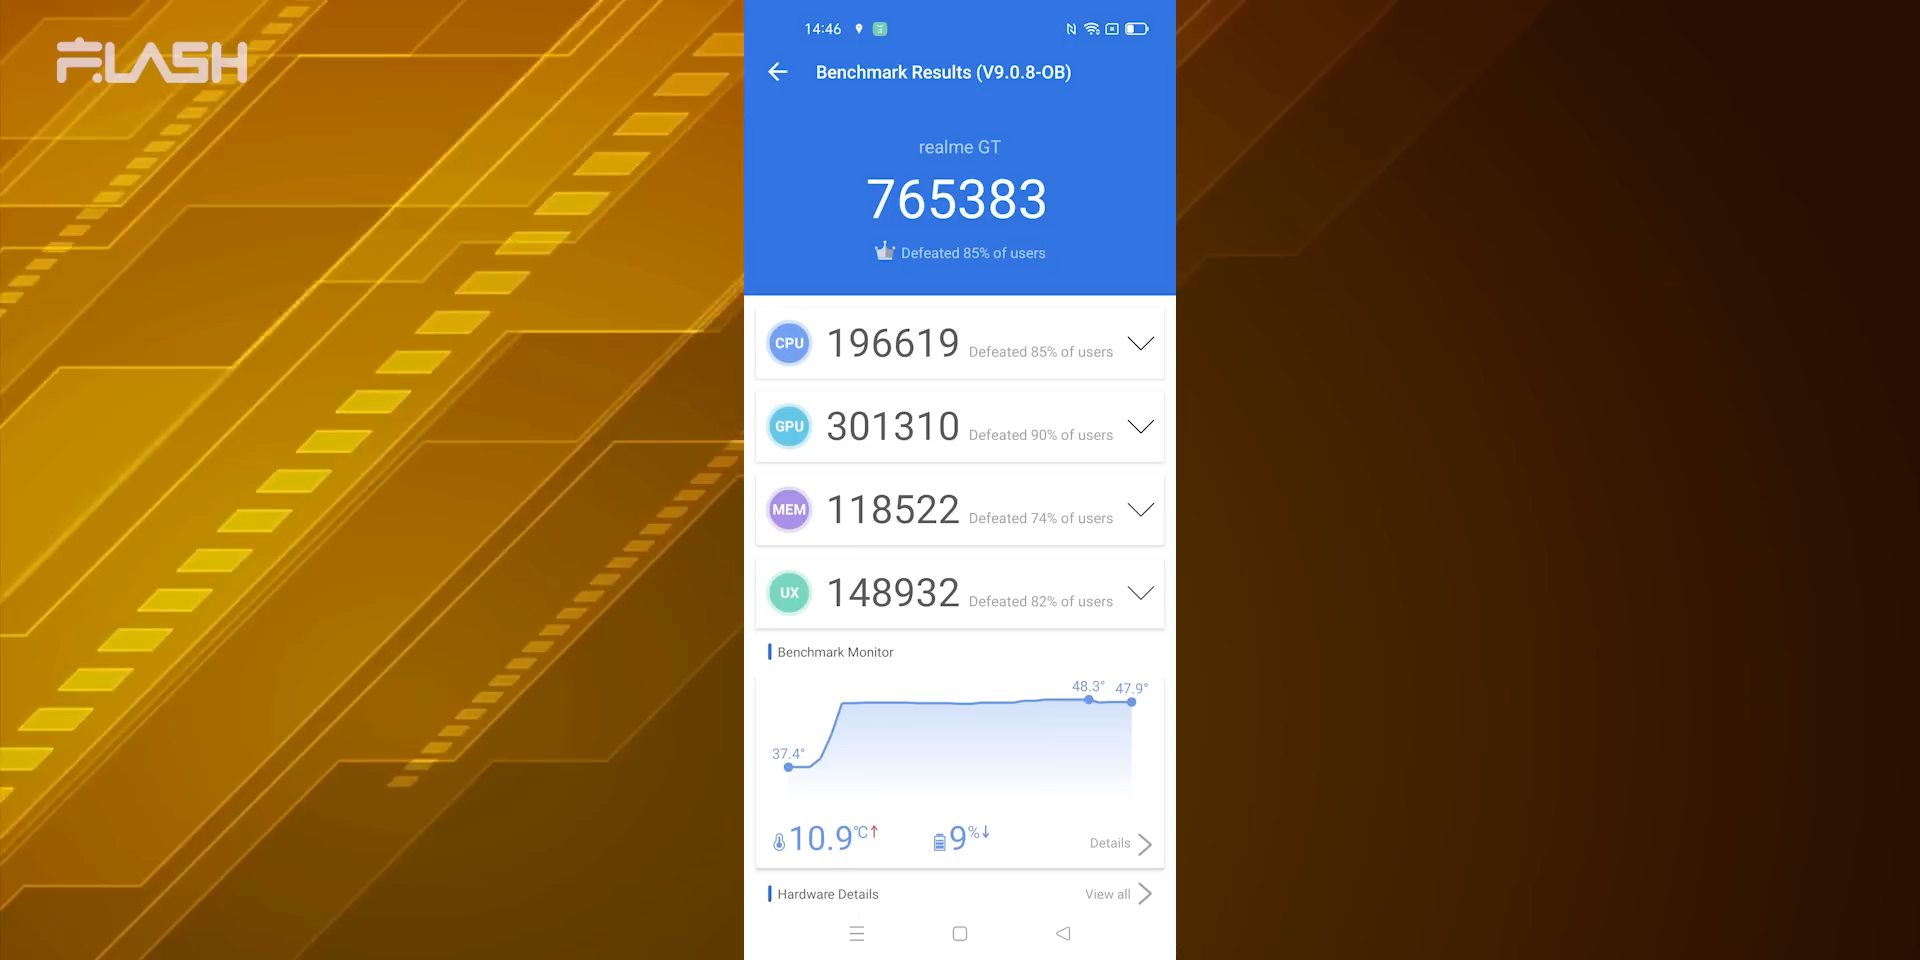 FLASH
14:46
Benchmark Results (V9.0.8-OB)
realme GT
765383
Defeated 85% of users
CPU 196619 Defeated 85% of users
GPU 301310 Defeated 90% of users
MEM 118522 Defeated 74% of users
UX 148932 Defeated 82% of users
Benchmark Monitor
48.3° 47.9°
37.4°
10.9°C↑ 9%↓ Details
Hardware Details View all